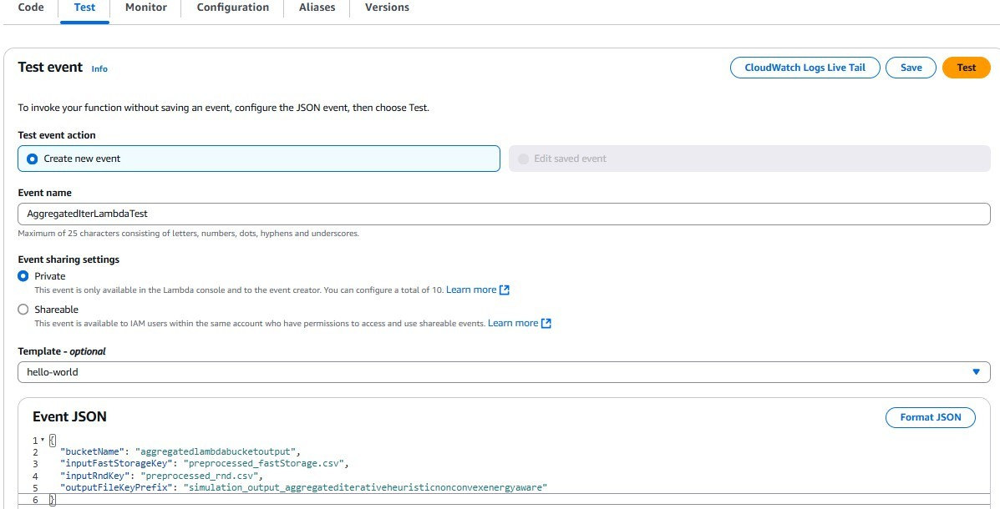 Code Test Monitor Configuration Aliases Versions
Test event Info CloudWatch Logs Live Tail Save Test
To invoke your function without saving an event, configure the JSON event, then choose Test.
Test event action
Create new event Edit saved event
Event name
AggregatedIterLambdaTest
Maximum of 25 characters consisting of letters, numbers, dots, hyphens and underscores.
Event sharing settings
Private
This event is only available in the Lambda console and to the event creator. You can configure a total of 10. Learn more
Shareable
This event is available to IAM users within the same account who have permissions to access and use shareable events. Learn more
Template - optional
hello-world
Event JSON Format JSON
1 {
2 "bucketName": "aggregatedlambdabucketoutput",
3 "inputFastStorageKey": "preprocessed_fastStorage.csv",
4 "inputRndKey": "preprocessed_rnd.csv",
5 "outputFileKeyPrefix": "simulation_output_aggregatediterativeheuristicnonconvexenergyaware"
6 }